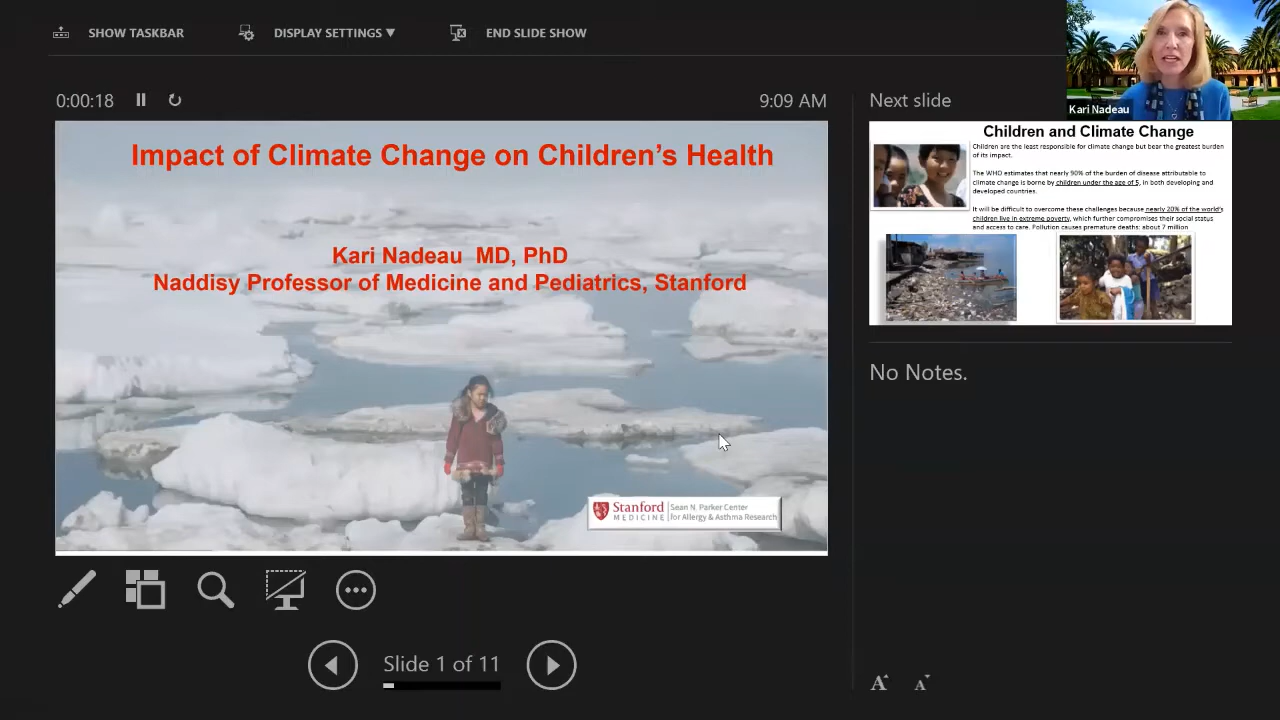 SHOW TASKBAR
DISPLAY SETTINGS ▼
END SLIDE SHOW
Kari Nadeau
0:00:18
9:09 AM
Next slide
Impact of Climate Change on Children’s Health
Kari Nadeau MD, PhD
Naddisy Professor of Medicine and Pediatrics, Stanford
Stanford
MEDICINE
Sean N. Parker Center
for Allergy & Asthma Research
Children and Climate Change
Children are the least responsible for climate change but bear the greatest burden
of its impact.
The WHO estimates that nearly 90% of the burden of disease attributable to
climate change is borne by children under the age of 5, in both developing and
developed countries.
It will be difficult to overcome these challenges because nearly 20% of the world's
children live in extreme poverty, which further compromises their social status
and access to care. Pollution causes premature deaths: about 7 million
No Notes.
Slide 1 of 11
A
A